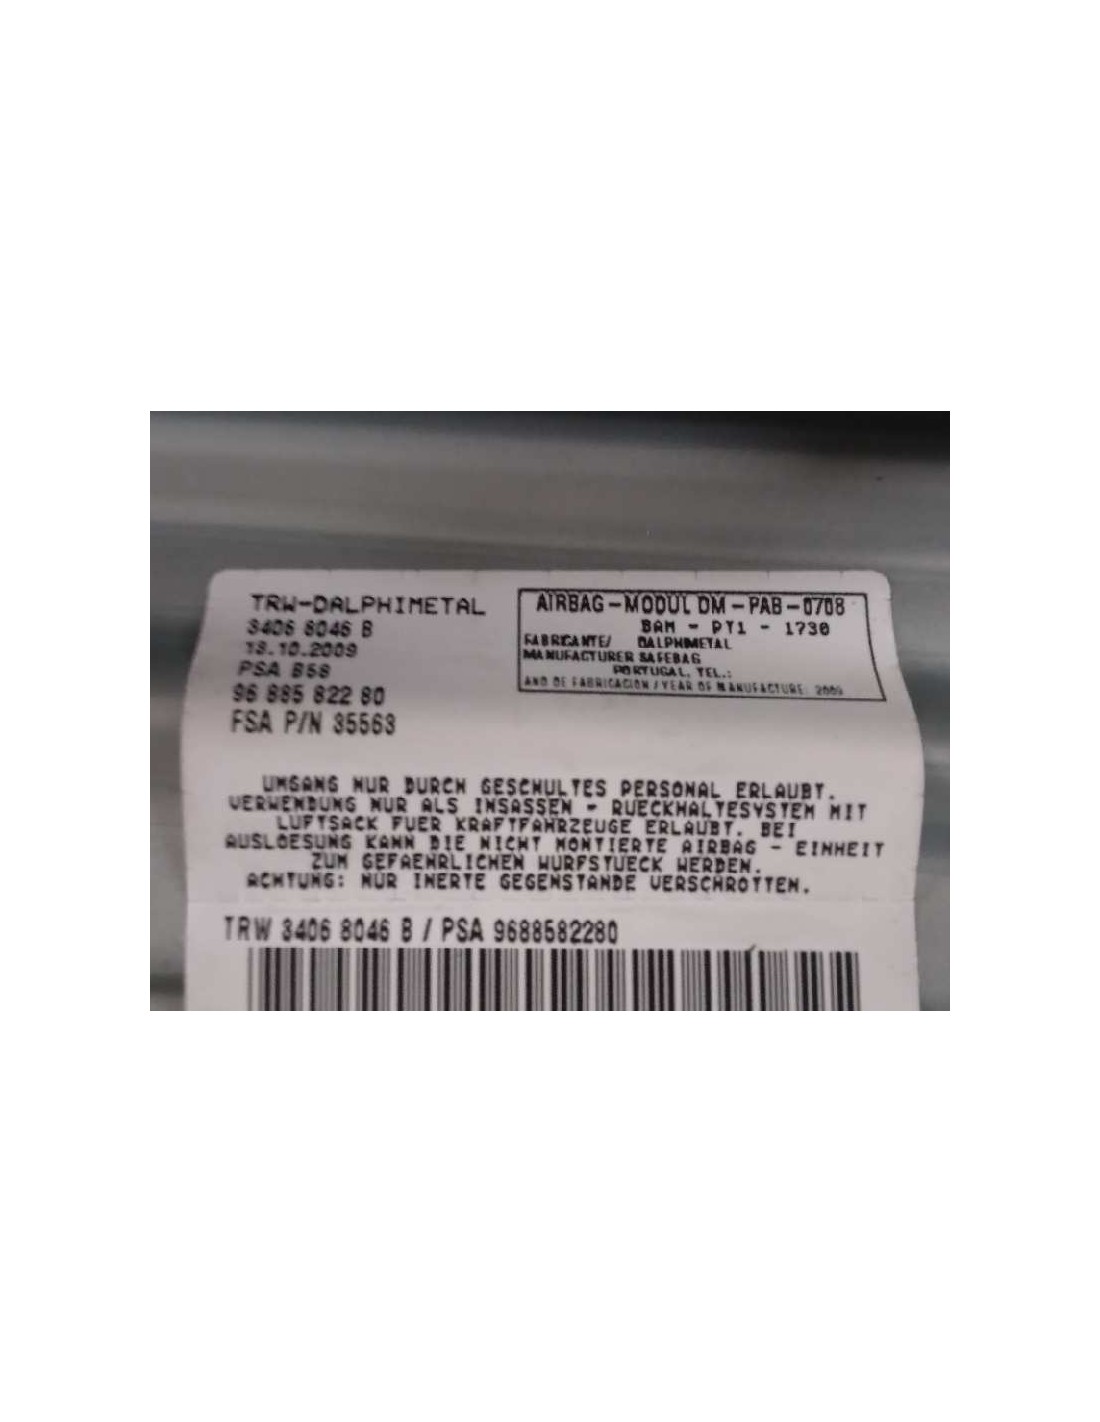 TRW-DALPHIMETAL
3406 8046 B
13.10.2009
PSA B58
96 885 822 80
FSA P/N 35563
AIRBAG-MODUL DM-PAB-0708
BAM - PT1 - 1730
FABRICANTE/ DALPHIMETAL
MANUFACTURER SAFEBAG
PORTUGAL, TEL.:
ANO DE FABRICACION / YEAR OF MANUFACTURE: 2009
UMGANG NUR DURCH GESCHULTES PERSONAL ERLAUBT.
VERWENDUNG NUR ALS INSASSEN - RUECKHALTESYSTEM MIT
LUFTSACK FUER KRAFTFAHRZEUGE ERLAUBT. BEI
AUSLOESUNG KANN DIE NICHT MONTIERTE AIRBAG - EINHEIT
ZUM GEFAEHRLICHEN WURFSTUECK WERDEN.
ACHTUNG: NUR INERTE GEGENSTANDE VERSCHROTTEN.
TRW 3406 8046 B / PSA 9688582280